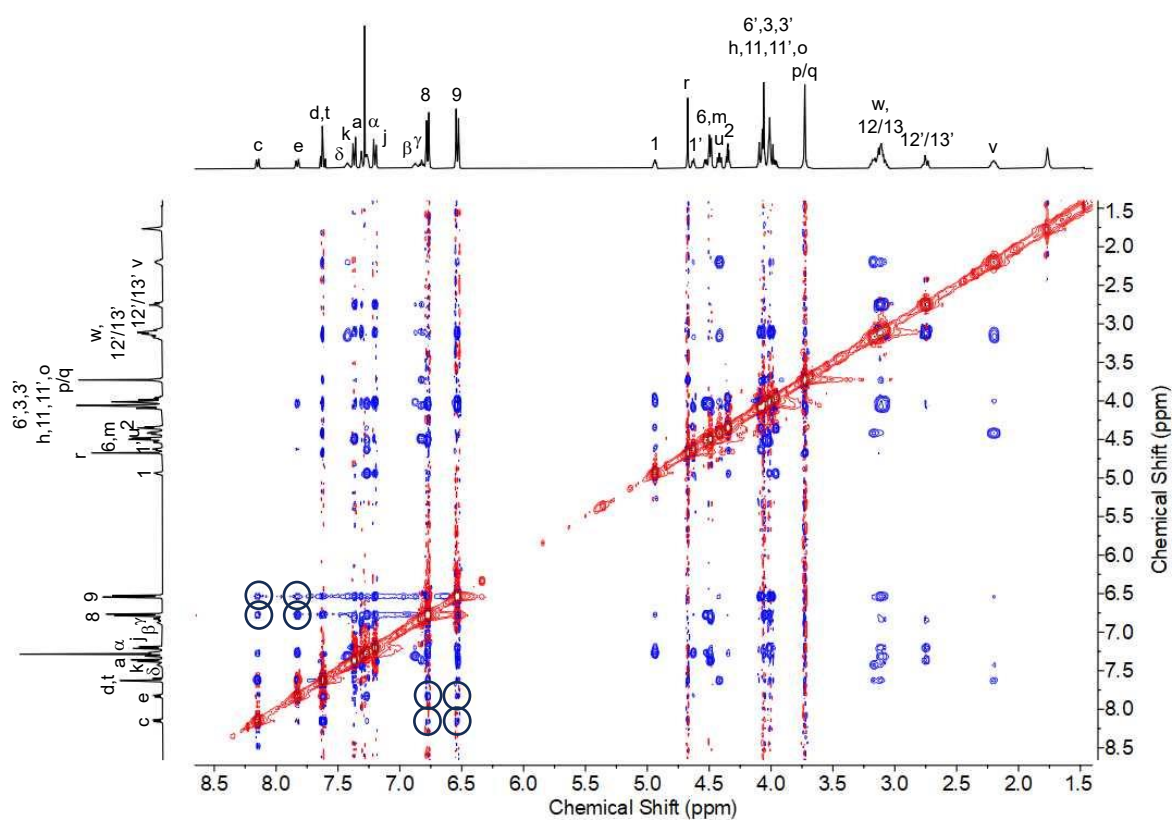 6',3,3'
h,11,11',o
p/q
r
8
9
d,t
k
a
α
j
6,m
1'
u
2
w,
12/13
12'/13'
c
e
δ
β
γ
1
v
1.5
2.0
2.5
3.0
3.5
4.0
4.5
5.0
5.5
6.0
6.5
7.0
7.5
8.0
8.5
Chemical Shift (ppm)
v
12'/13'
w,
12'/13
p/q
h,11,11',o
6',3,3'
2
u
6,m
1'
r
1
9
8
γ
β
j
α
a
k
δ
d,t
e
c
8.5
8.0
7.5
7.0
6.5
6.0
5.5
5.0
4.5
4.0
3.5
3.0
2.5
2.0
1.5
Chemical Shift (ppm)